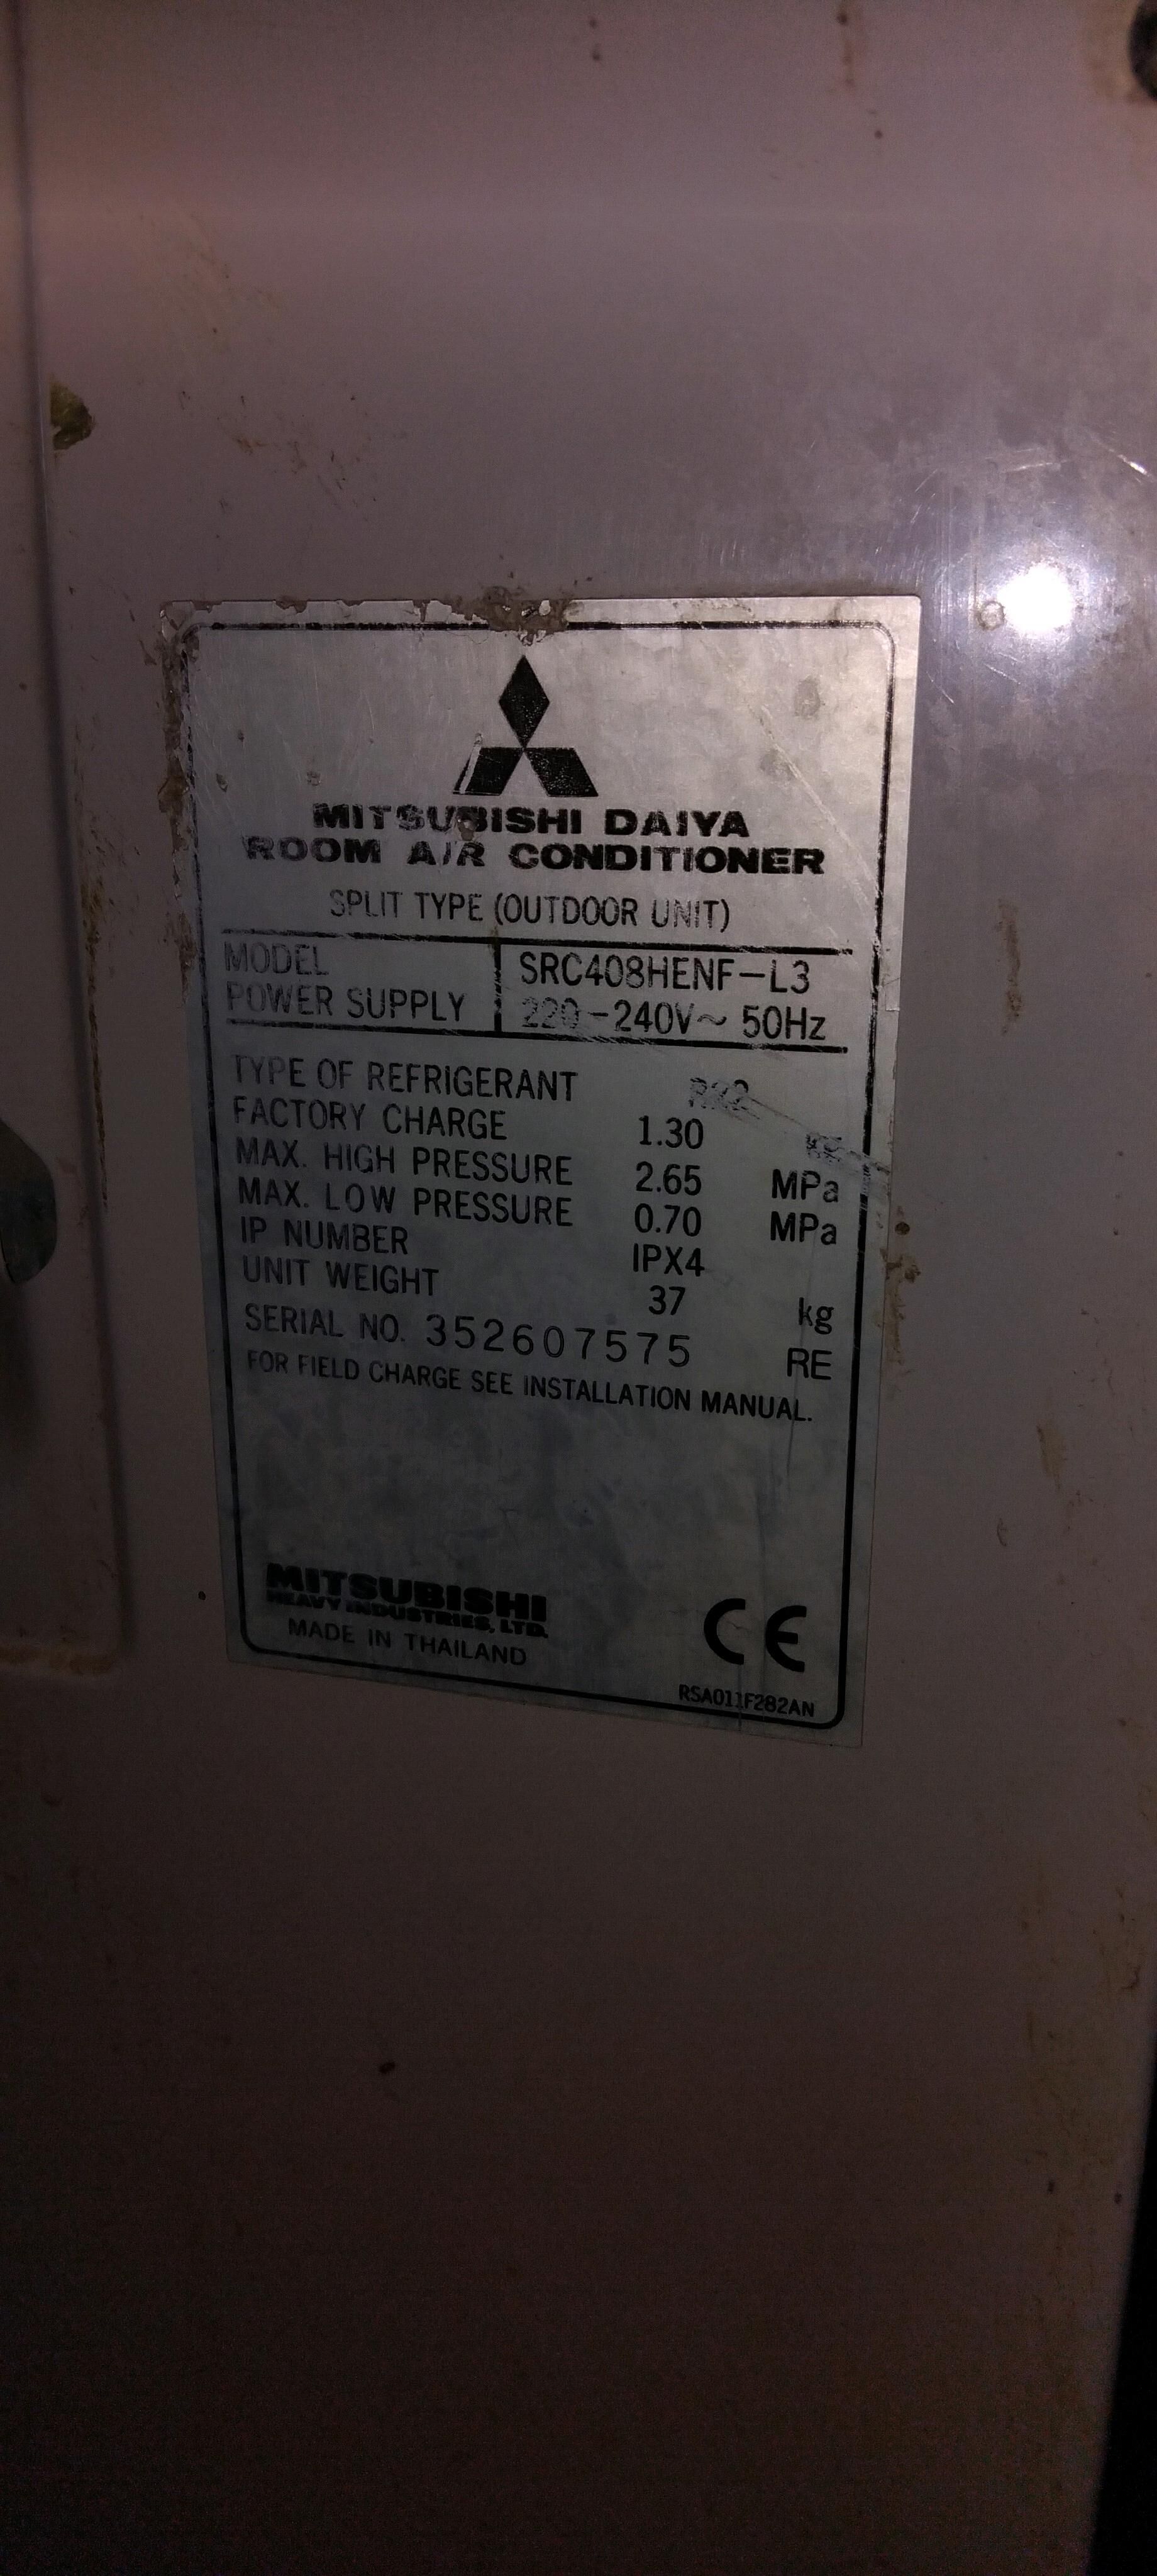 MITSUBISHI DAIYA
ROOM AIR CONDITIONER
SPLIT TYPE (OUTDOOR UNIT)
MODEL SRC408HENF-L3
POWER SUPPLY 220-240V~ 50Hz
TYPE OF REFRIGERANT
FACTORY CHARGE 1.30
MAX. HIGH PRESSURE 2.65 MPa
MAX. LOW PRESSURE 0.70 MPa
IP NUMBER IPX4
UNIT WEIGHT 37 kg
SERIAL NO. 352607575 RE
FOR FIELD CHARGE SEE INSTALLATION MANUAL.
MITSUBISHI
HEAVY INDUSTRIES, LTD.
MADE IN THAILAND
CE
RSA011F282AN